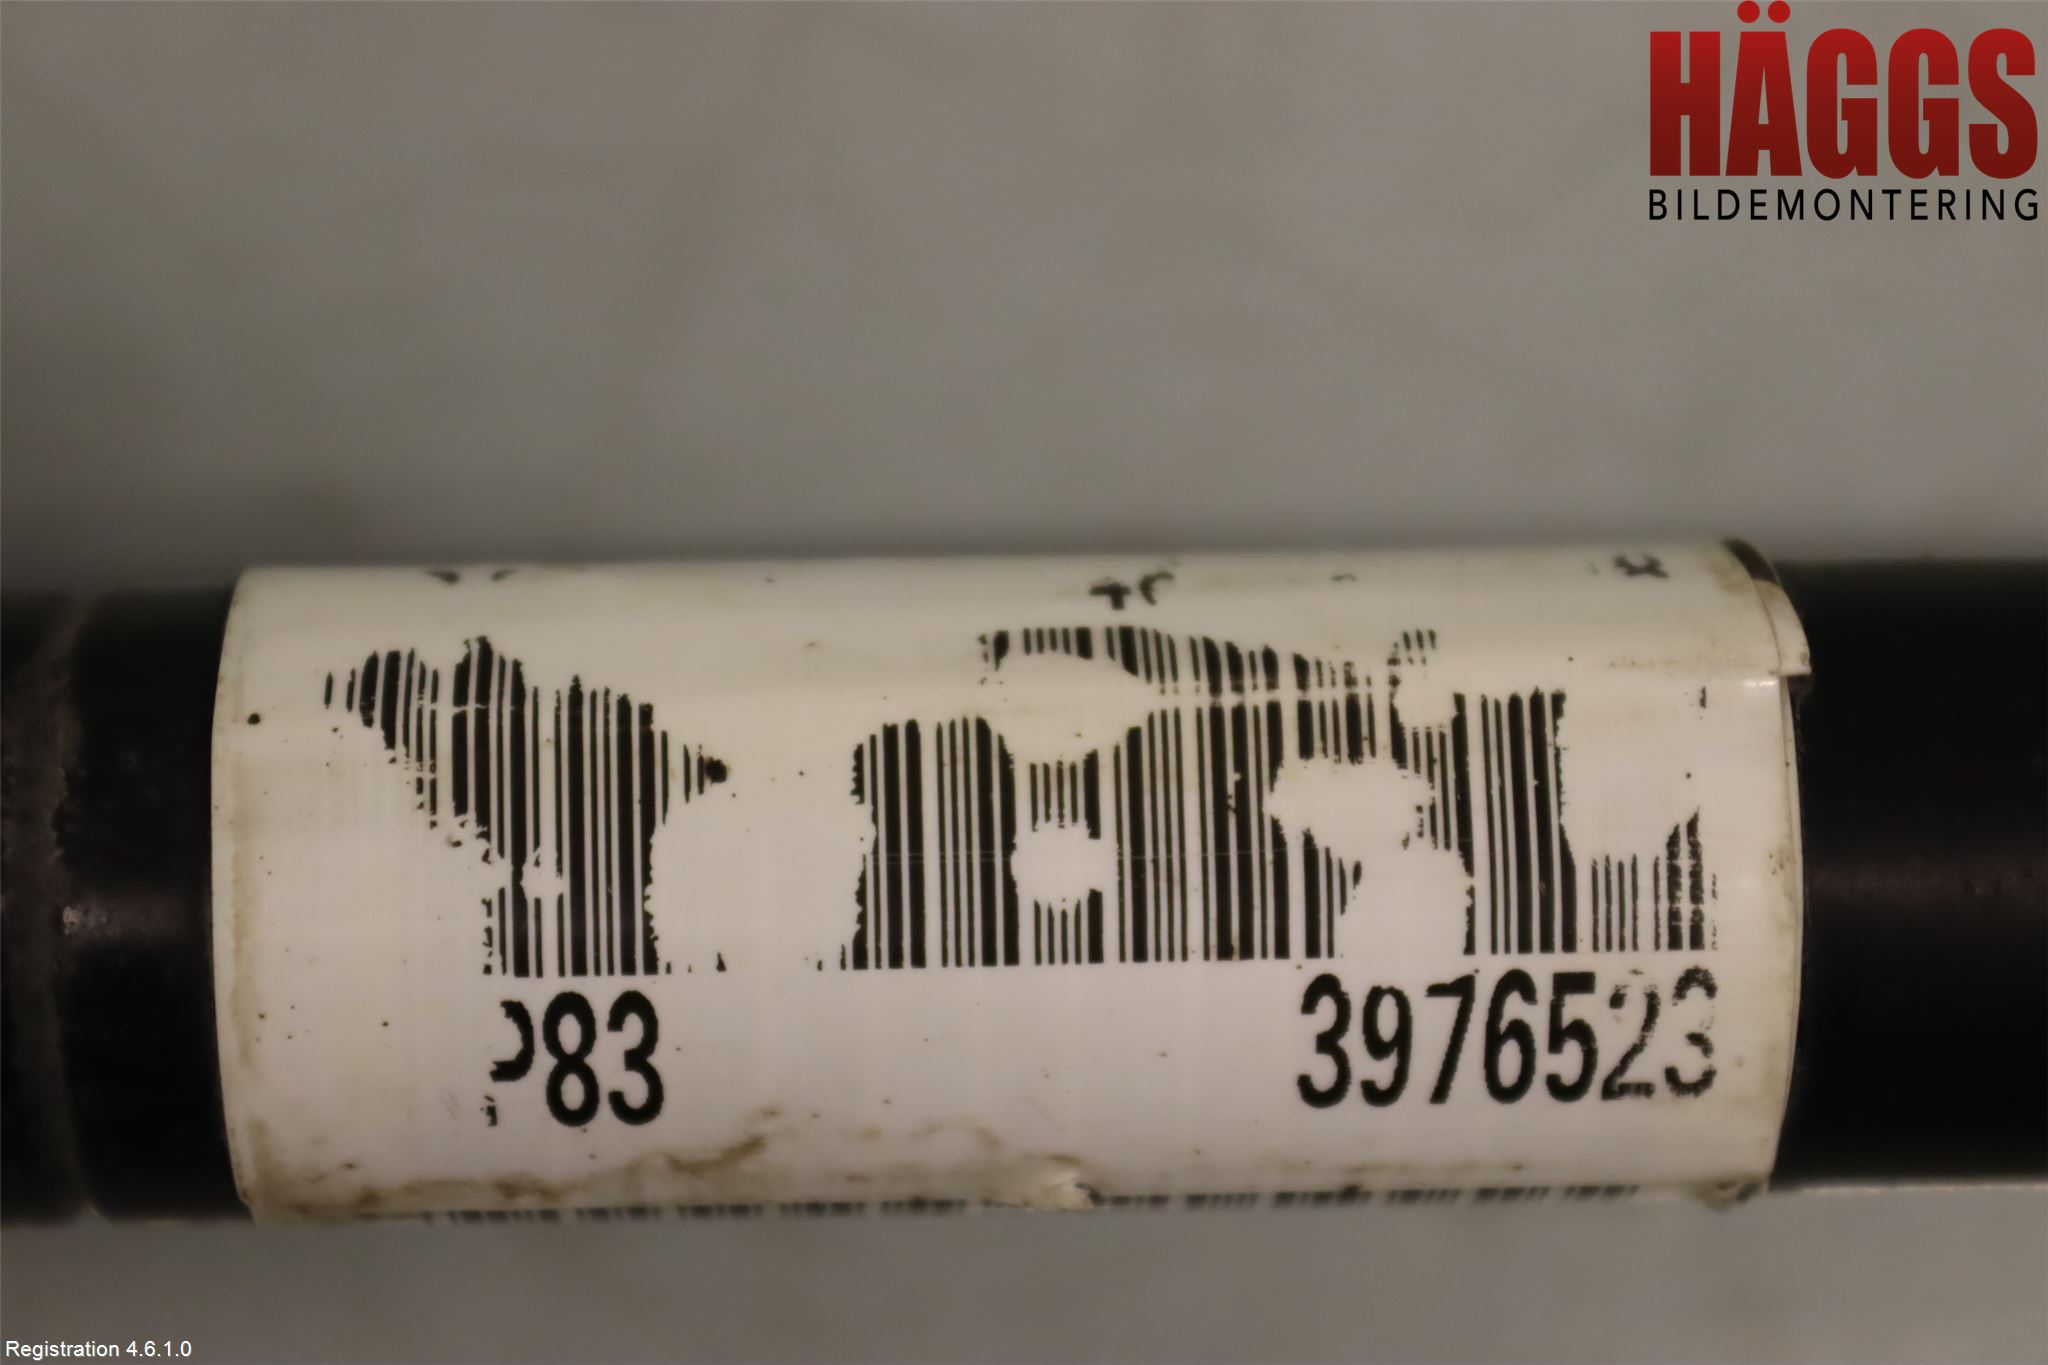 HÄGGS
BILDEMONTERING
P83 3976523
Registration 4.6.1.0